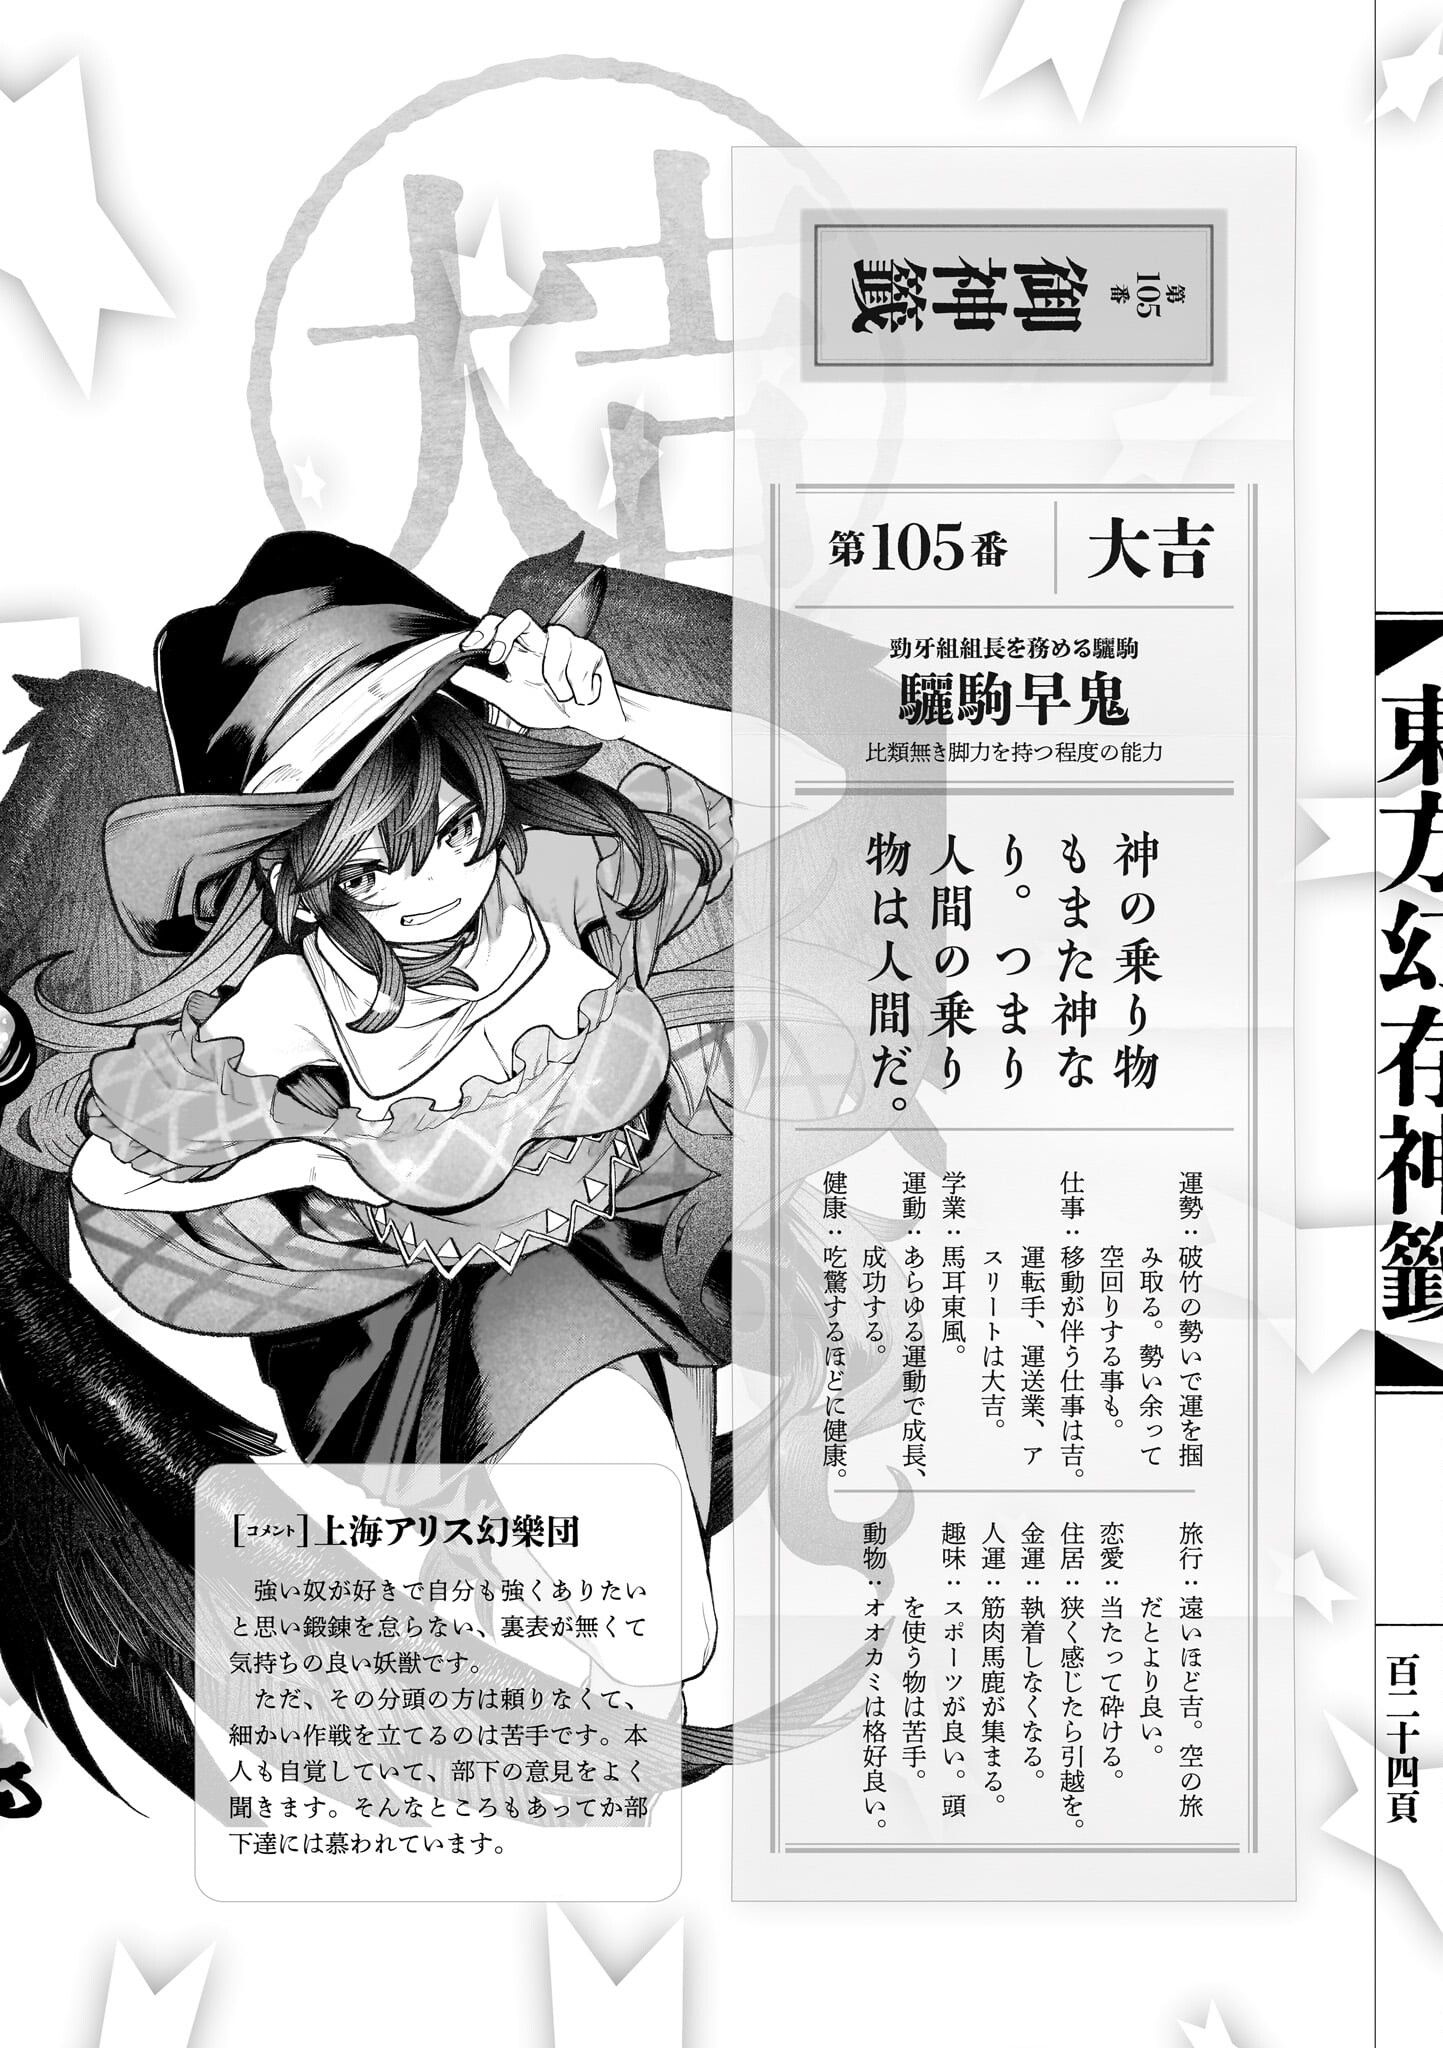 東方幻存神籤
百二十四頁
大吉
第105番
御神籤
第105番
大吉
勁牙組組長を務める驪駒
驪駒早鬼
比類無き脚力を持つ程度の能力
神の乗り物
もまた神な
り。つまり
人間の乗り
物は人間だ。
運勢：破竹の勢いで運を掴
み取る。勢い余って
空回りする事も。
仕事：移動が伴う仕事は吉。
運転手、運送業、ア
スリートは大吉。
学業：馬耳東風。
運動：あらゆる運動で成長、
成功する。
健康：吃驚するほどに健康。
旅行：遠いほど吉。空の旅
だとより良い。
恋愛：当たって砕ける。
住居：狭く感じたら引越を。
金運：執着しなくなる。
人運：筋肉馬鹿が集まる。
趣味：スポーツが良い。頭
を使う物は苦手。
動物：オオカミは格好良い。
［コメント］上海アリス幻樂団
強い奴が好きで自分も強くありたい
と思い鍛錬を怠らない、裏表が無くて
気持ちの良い妖獣です。
ただ、その分頭の方は頼りなくて、
細かい作戦を立てるのは苦手です。本
人も自覚していて、部下の意見をよく
聞きます。そんなところもあってか部
下達には慕われています。